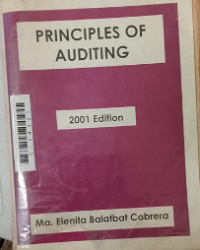 PRINCIPLES OF
AUDITING
2001 Edition
Ma. Elenita Balatbat Cabrera